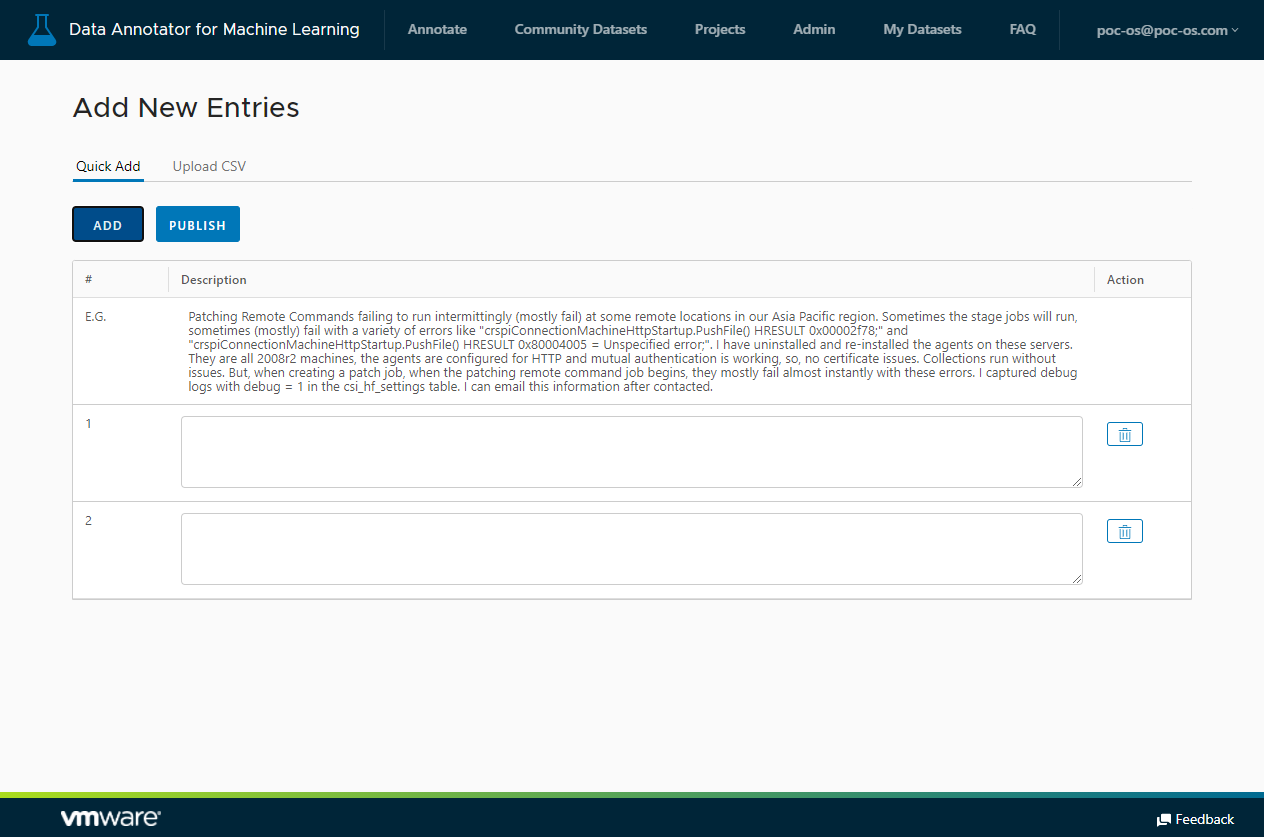 Data Annotator for Machine Learning
Annotate
Community Datasets
Projects
Admin
My Datasets
FAQ
poc-os@poc-os.com
Add New Entries
Quick Add
Upload CSV
ADD
PUBLISH
#
Description
Action
E.G.
Patching Remote Commands failing to run intermittingly (mostly fail) at some remote locations in our Asia Pacific region. Sometimes the stage jobs will run,
sometimes (mostly) fail with a variety of errors like "crspiConnectionMachineHttpStartup.PushFile() HRESULT 0x00002f78;" and
"crspiConnectionMachineHttpStartup.PushFile() HRESULT 0x80004005 = Unspecified error;". I have uninstalled and re-installed the agents on these servers.
They are all 2008r2 machines, the agents are configured for HTTP and mutual authentication is working, so, no certificate issues. Collections run without
issues. But, when creating a patch job, when the patching remote command job begins, they mostly fail almost instantly with these errors. I captured debug
logs with debug = 1 in the csi_hf_settings table. I can email this information after contacted.
1
2
vmware
Feedback